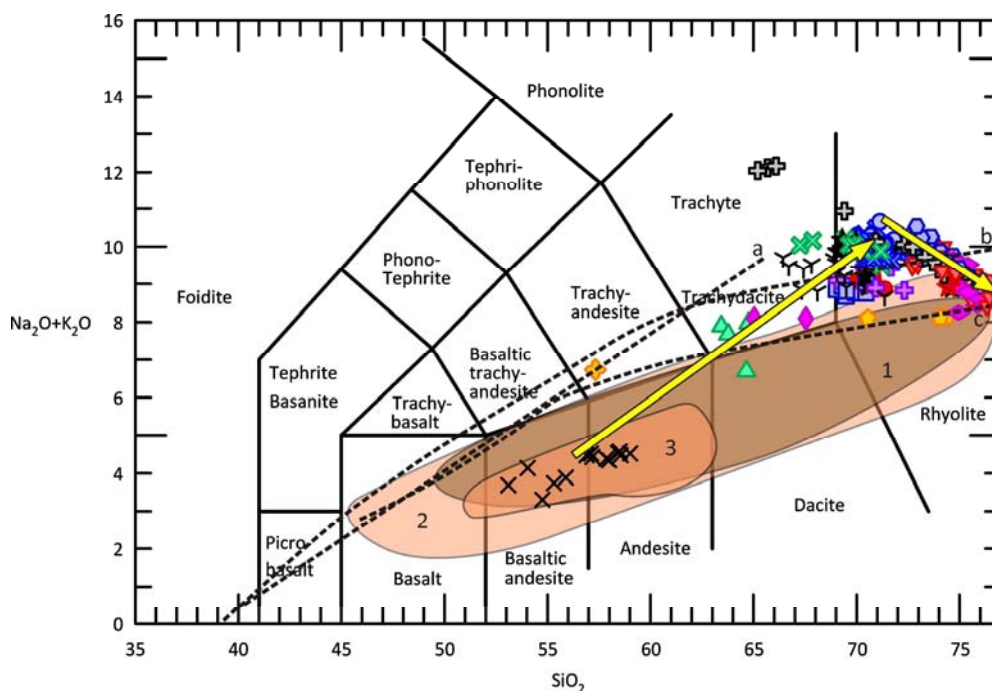 16
14
12
10
8
6
4
2
0
Na₂O+K₂O
35
40
45
50
55
60
65
70
75
SiO₂
Phonolite
Tephri-
phonolite
Trachyte
Phono-
Tephrite
Foidite
Trachy-
andesite
Trachydacite
Tephrite
Basanite
Basaltic
trachy-
andesite
Trachy-
basalt
Rhyolite
Dacite
Andesite
Basaltic
andesite
Basalt
Picro
basalt
a
b
c
1
2
3